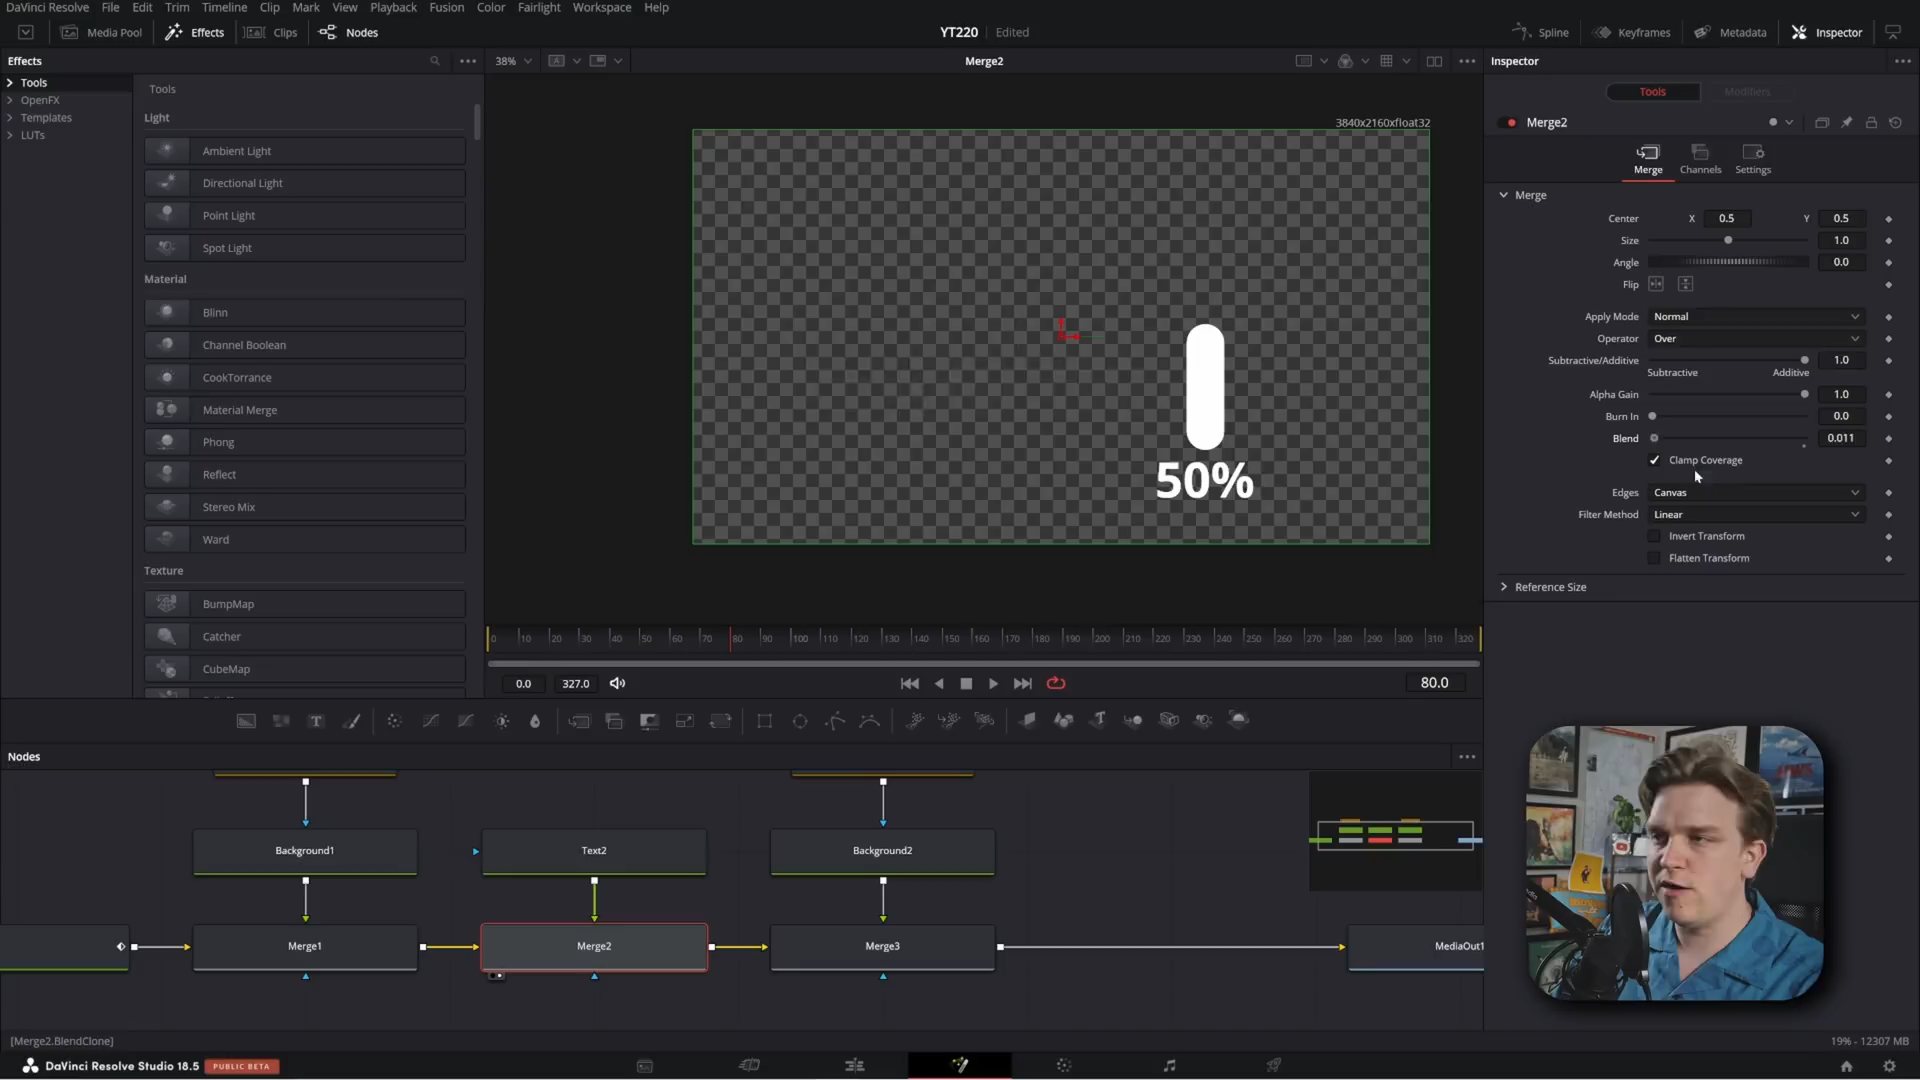 DaVinci Resolve File Edit Trim Timeline Clip Mark View Playback Fusion Color Fairlight Workspace Help
Media Pool Effects Clips Nodes YT220 Edited Spline Keyframes Metadata Inspector
Effects 38% Merge2 Inspector
Tools
OpenFX
Templates
LUTs
Tools
Light
Ambient Light
Directional Light
Point Light
Spot Light
Material
Blinn
Channel Boolean
CookTorrance
Material Merge
Phong
Reflect
Stereo Mix
Ward
Texture
BumpMap
Catcher
CubeMap
3840x2160xfloat32
50%
Tools Modifiers
Merge2
Merge Channels Settings
Merge
Center X 0.5 Y 0.5
Size 1.0
Angle 0.0
Flip
Apply Mode Normal
Operator Over
Subtractive/Additive 1.0
Subtractive Additive
Alpha Gain 1.0
Burn In 0.0
Blend 0.011
Clamp Coverage
Edges Canvas
Filter Method Linear
Invert Transform
Flatten Transform
Reference Size
0 10 20 30 40 50 60 70 80 90 100 110 120 130 140 150 160 170 180 190 200 210 220 230 240 250 260 270 280 290 300 310 320
0.0 327.0 80.0
Nodes
Background1 Text2 Background2
Merge1 Merge2 Merge3 MediaOut1
[Merge2.BlendClone] 19% - 12307 MB
DaVinci Resolve Studio 18.5 PUBLIC BETA